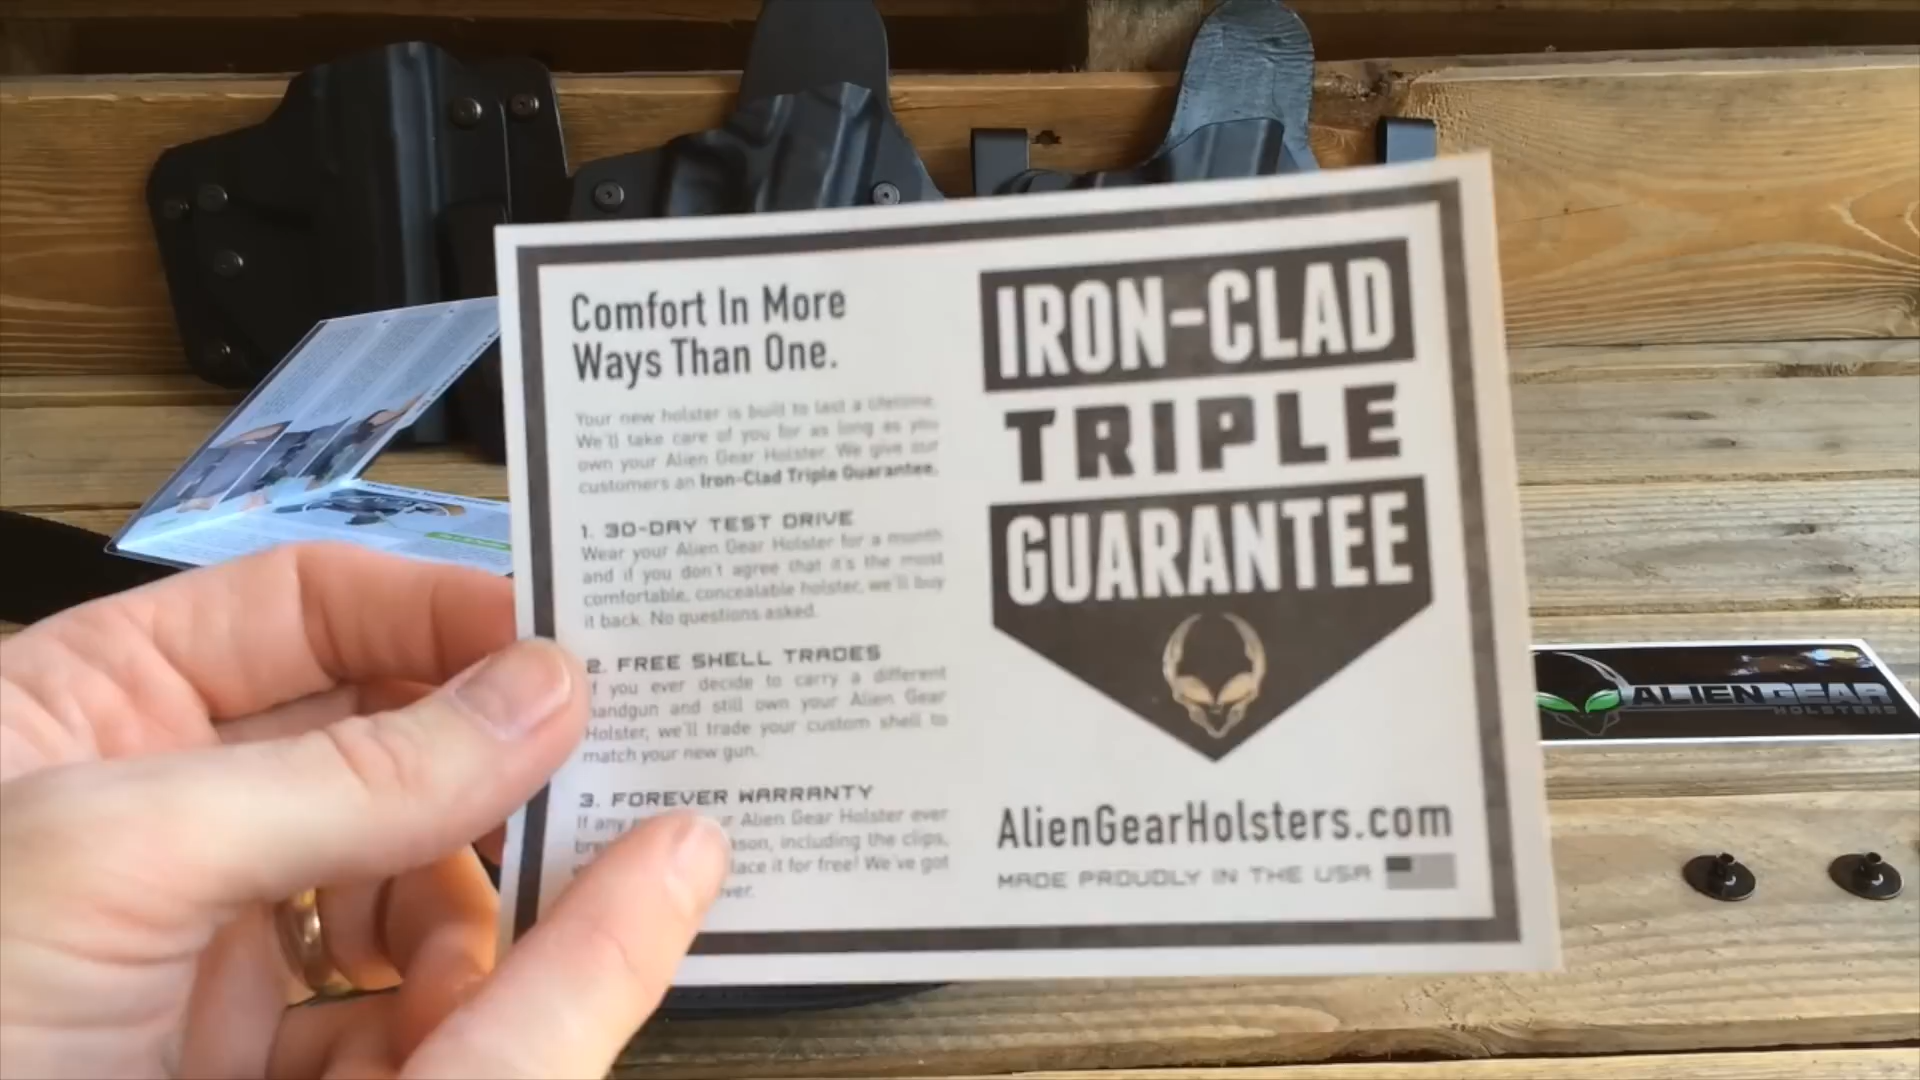 Comfort In More
Ways Than One.
Your new holster is built to last a lifetime.
We'll take care of you for as long as you
own your Alien Gear Holster. We give our
customers an Iron-Clad Triple Guarantee.
1. 30-DAY TEST DRIVE
Wear your Alien Gear Holster for a month
and if you don't agree that it's the most
comfortable, concealable holster, we'll buy
it back. No questions asked.
2. FREE SHELL TRADES
If you ever decide to carry a different
handgun and still own your Alien Gear
Holster, we'll trade your custom shell to
match your new gun.
3. FOREVER WARRANTY
If any Alien Gear Holster ever
including the clips,
it for free! We've got
IRON-CLAD
TRIPLE
GUARANTEE
AlienGearHolsters.com
MADE PROUDLY IN THE USA
ALIENGEAR
HOLSTERS